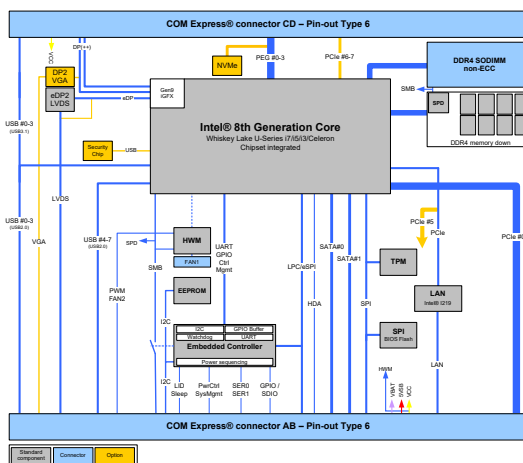 COM Express® connector CD – Pin-out Type 6
VCC
DP(++)
PEG #0-3
PCIe #6-7
NVMe
DDR4 SODIMM
non-ECC
DP2
VGA
eDP2
LVDS
eDP
Gen9
iGFX
SMB
SPD
DDR4 memory down
Intel® 8th Generation Core
Whiskey Lake U-Series i7/i5/i3/Celeron
Chipset integrated
USB #0-3
(USB3.1)
Security
Chip
USB
LVDS
USB #0-3
(USB2.0)
VGA
USB #4-7
(USB2.0)
SPD
SMB
HWM
FAN1
PWM
FAN2
UART
GPIO
Ctrl
Mgmt
LPC/eSPI
HDA
SATA#0
SATA#1
SPI
PCIe #5
PCIe
TPM
LAN
Intel® I219
EEPROM
I2C
I2C
GPIO Buffer
Watchdog
UART
Embedded Controller
Power sequencing
SPI
BIOS Flash
I2C
LID
Sleep
PwrCtrl
SysMgmt
SER0
SER1
GPIO /
SDIO
HWM
VBAT
5VSB
VCC
LAN
COM Express® connector AB – Pin-out Type 6
Standard
component
Connector
Option